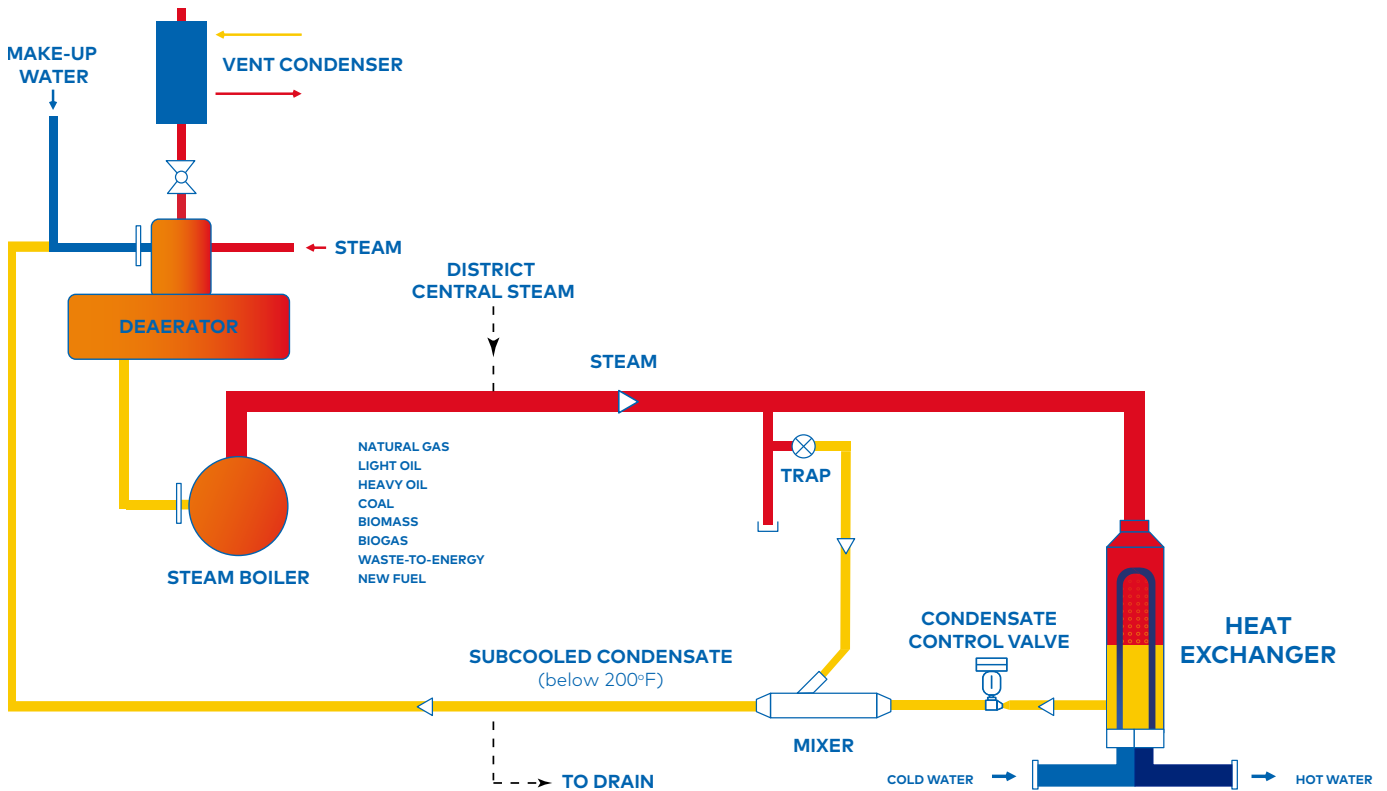 MAKE-UP
WATER
VENT CONDENSER
STEAM
DEAERATOR
DISTRICT
CENTRAL STEAM
STEAM
NATURAL GAS
LIGHT OIL
HEAVY OIL
COAL
BIOMASS
BIOGAS
WASTE-TO-ENERGY
NEW FUEL
STEAM BOILER
TRAP
CONDENSATE
CONTROL VALVE
HEAT
EXCHANGER
SUBCOOLED CONDENSATE
(below 200°F)
MIXER
TO DRAIN
COLD WATER
HOT WATER